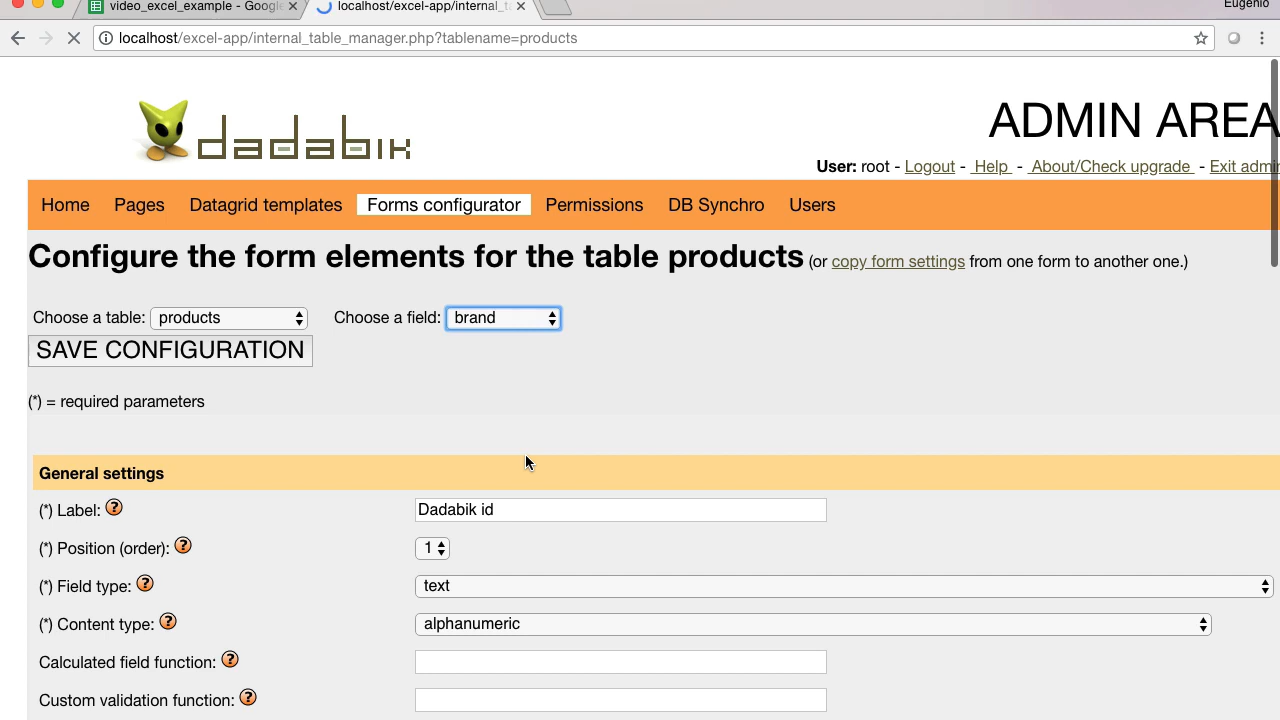 video_excel_example - Google
localhost/excel-app/internal_t
Eugenio
localhost/excel-app/internal_table_manager.php?tablename=products
dadabik
ADMIN AREA
User: root - Logout - Help - About/Check upgrade - Exit admi
Home Pages Datagrid templates Forms configurator Permissions DB Synchro Users
Configure the form elements for the table products (or copy form settings from one form to another one.)
Choose a table: products Choose a field: brand
SAVE CONFIGURATION
(*) = required parameters
General settings
(*) Label: ? Dadabik id
(*) Position (order): ? 1
(*) Field type: ? text
(*) Content type: ? alphanumeric
Calculated field function: ?
Custom validation function: ?